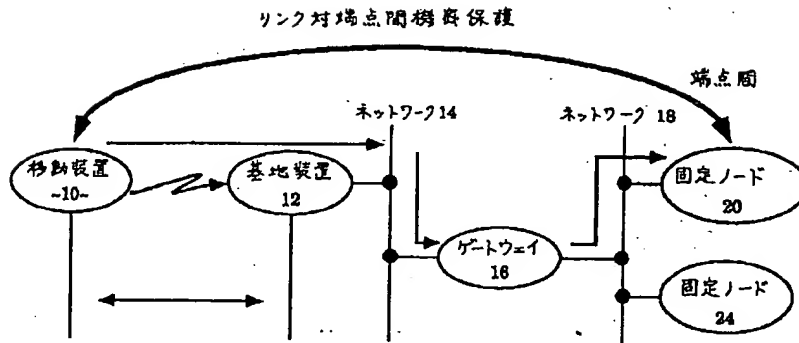 リンク対端点間機密保護
端点間
ネットワーク14
ネットワーク 18
移動装置
~10~
基地装置
12
固定ノード
20
ゲートウェイ
16
固定ノード
24